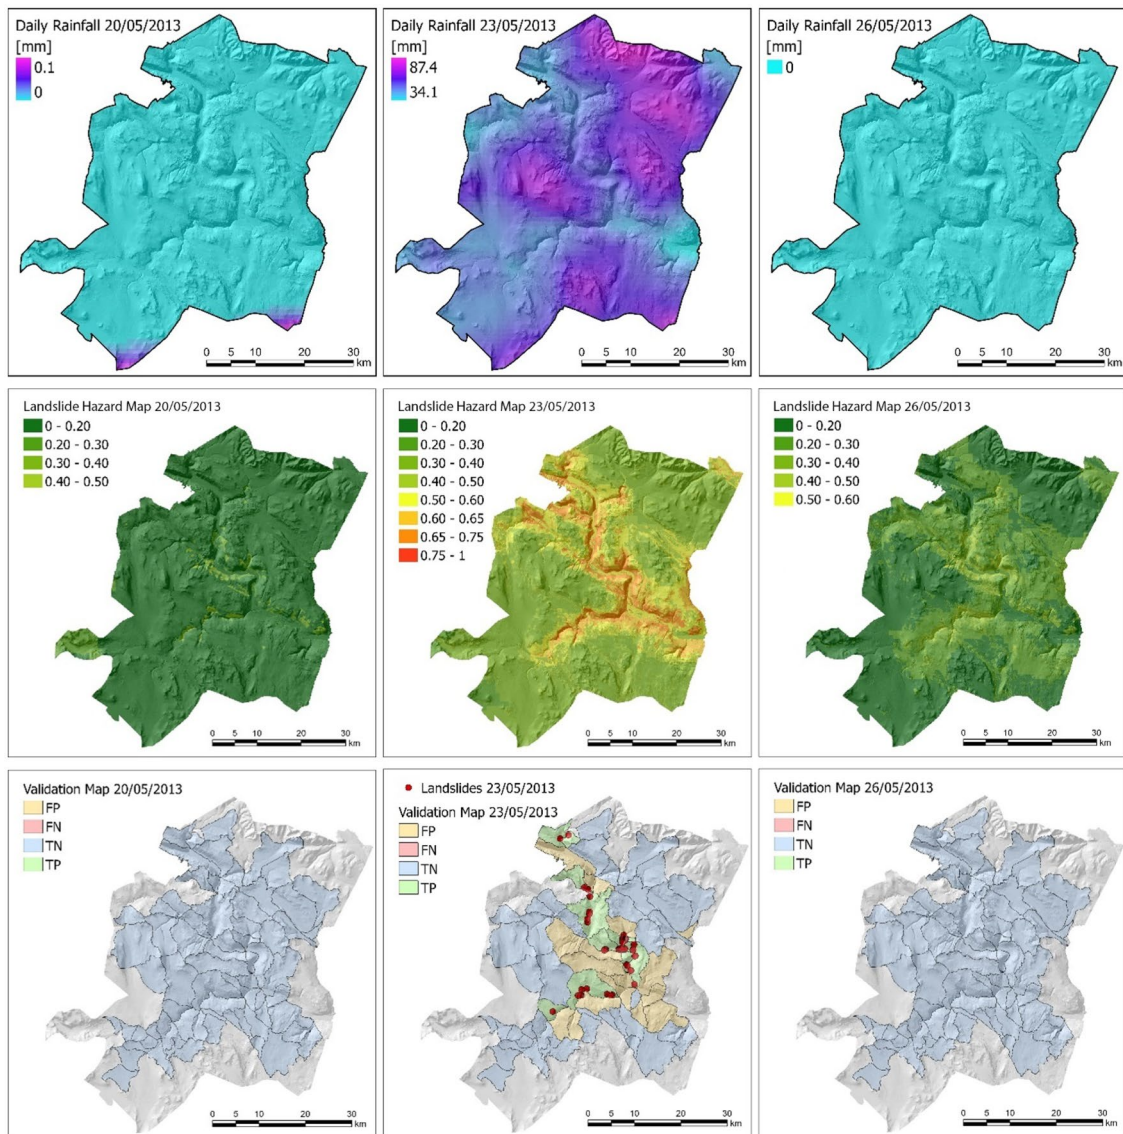 Daily Rainfall 20/05/2013
[mm]
0.1
0
0 5 10 20 30
km
Daily Rainfall 23/05/2013
[mm]
87.4
34.1
0 5 10 20 30
km
Daily Rainfall 26/05/2013
[mm]
0
0 5 10 20 30
km
Landslide Hazard Map 20/05/2013
0 - 0.20
0.20 - 0.30
0.30 - 0.40
0.40 - 0.50
0 5 10 20 30
km
Landslide Hazard Map 23/05/2013
0 - 0.20
0.20 - 0.30
0.30 - 0.40
0.40 - 0.50
0.50 - 0.60
0.60 - 0.65
0.65 - 0.75
0.75 - 1
0 5 10 20 30
km
Landslide Hazard Map 26/05/2013
0 - 0.20
0.20 - 0.30
0.30 - 0.40
0.40 - 0.50
0.50 - 0.60
0 5 10 20 30
km
Validation Map 20/05/2013
FP
FN
TN
TP
0 5 10 20 30
km
Landslides 23/05/2013
Validation Map 23/05/2013
FP
FN
TN
TP
0 5 10 20 30
km
Validation Map 26/05/2013
FP
FN
TN
TP
0 5 10 20 30
km